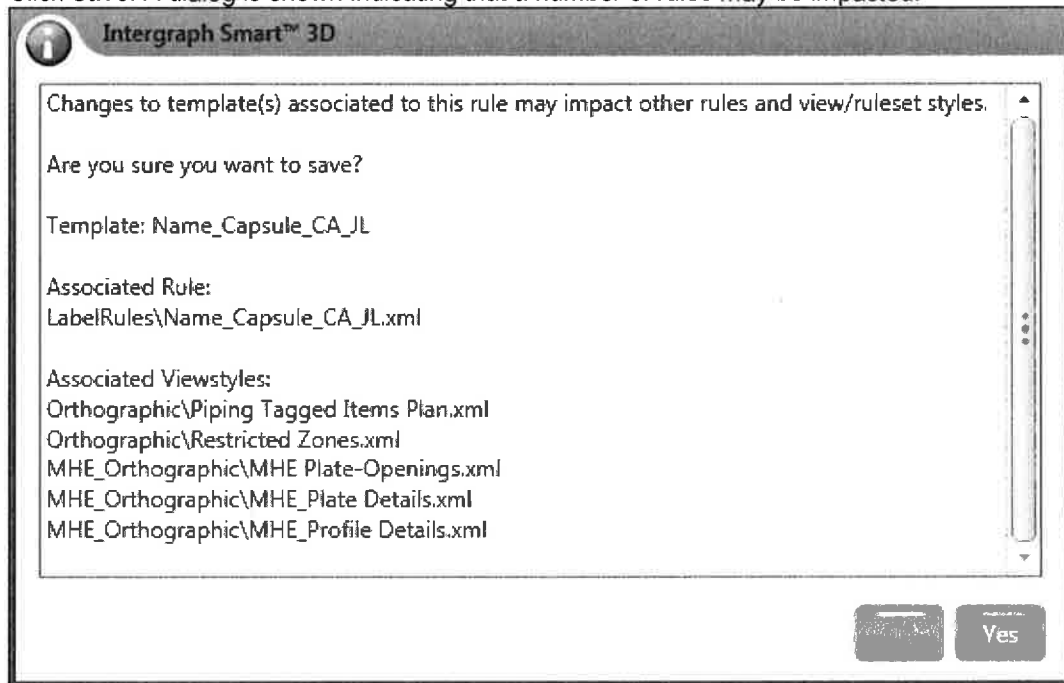 Intergraph Smart™ 3D
Changes to template(s) associated to this rule may impact other rules and view/ruleset styles.
Are you sure you want to save?
Template: Name_Capsule_CA_JL
Associated Rule:
LabelRules\Name_Capsule_CA_JL.xml
Associated Viewstyles:
Orthographic\Piping Tagged Items Plan.xml
Orthographic\Restricted Zones.xml
MHE_Orthographic\MHE Plate-Openings.xml
MHE_Orthographic\MHE_Plate Details.xml
MHE_Orthographic\MHE_Profile Details.xml
Yes